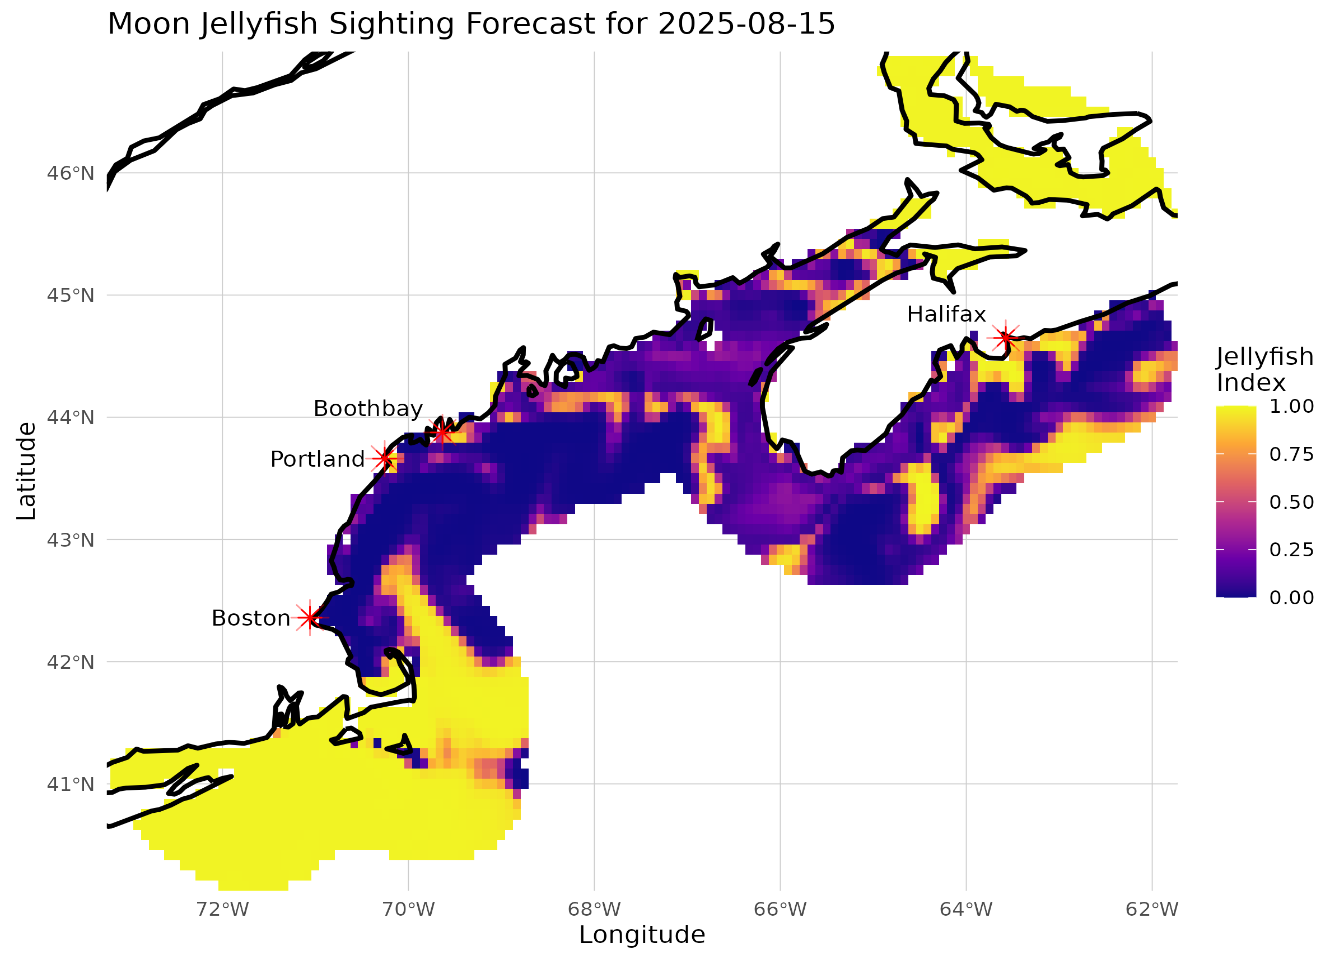 Moon Jellyfish Sighting Forecast for 2025-08-15
46°N
45°N
44°N
43°N
42°N
41°N
Latitude
Halifax
Boothbay
Portland
Boston
72°W
70°W
68°W
66°W
64°W
62°W
Longitude
Jellyfish
Index
1.00
0.75
0.50
0.25
0.00